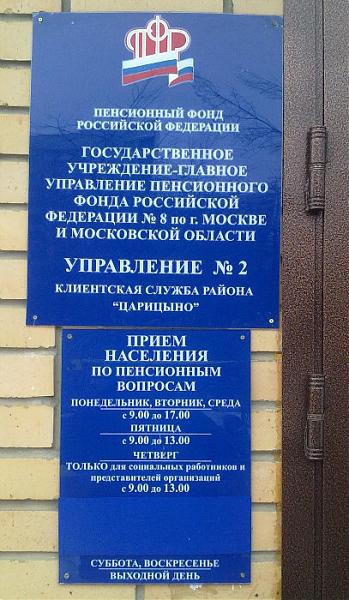 ПЕНСИОННЫЙ ФОНД
РОССИЙСКОЙ ФЕДЕРАЦИИ
ГОСУДАРСТВЕННОЕ
УЧРЕЖДЕНИЕ-ГЛАВНОЕ
УПРАВЛЕНИЕ ПЕНСИОННОГО
ФОНДА РОССИЙСКОЙ
ФЕДЕРАЦИИ № 8 по г. МОСКВЕ
И МОСКОВСКОЙ ОБЛАСТИ
УПРАВЛЕНИЕ № 2
КЛИЕНТСКАЯ СЛУЖБА РАЙОНА
"ЦАРИЦЫНО"
ПРИЕМ
НАСЕЛЕНИЯ
ПО ПЕНСИОННЫМ
ВОПРОСАМ
ПОНЕДЕЛЬНИК, ВТОРНИК, СРЕДА
с 9.00 до 17.00
ПЯТНИЦА
с 9.00 до 13.00
ЧЕТВЕРГ
ТОЛЬКО для социальных работников и
представителей организаций
с 9.00 до 13.00
СУББОТА, ВОСКРЕСЕНЬЕ
ВЫХОДНОЙ ДЕНЬ